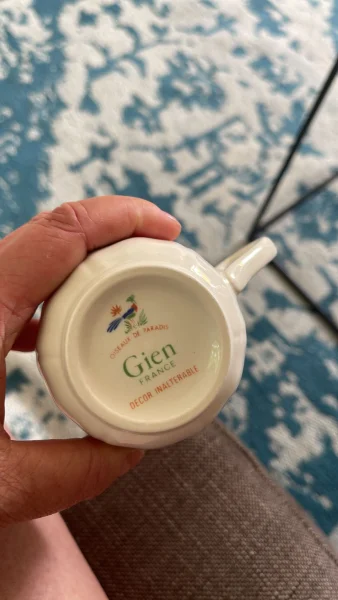 OISEAUX DE PARADIS
Gien
FRANCE
DÉCOR INALTÉRABLE